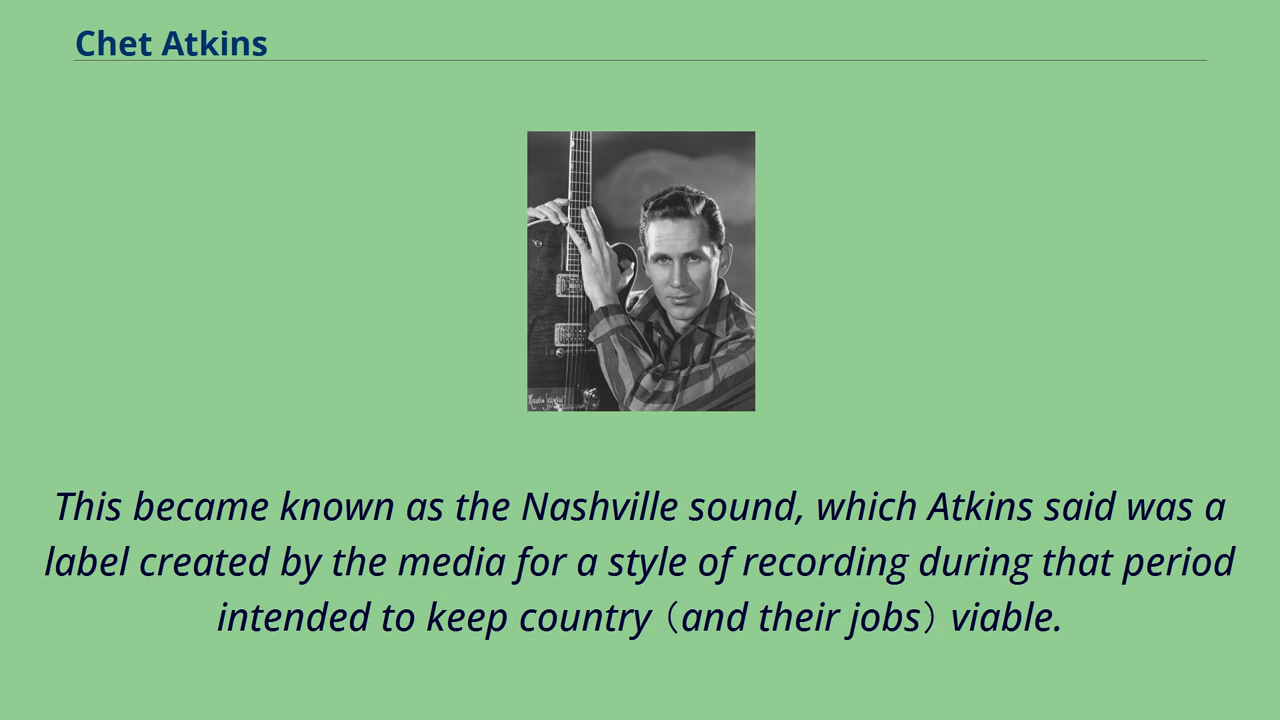 Chet Atkins
This became known as the Nashville sound, which Atkins said was a
label created by the media for a style of recording during that period
intended to keep country（and their jobs）viable.